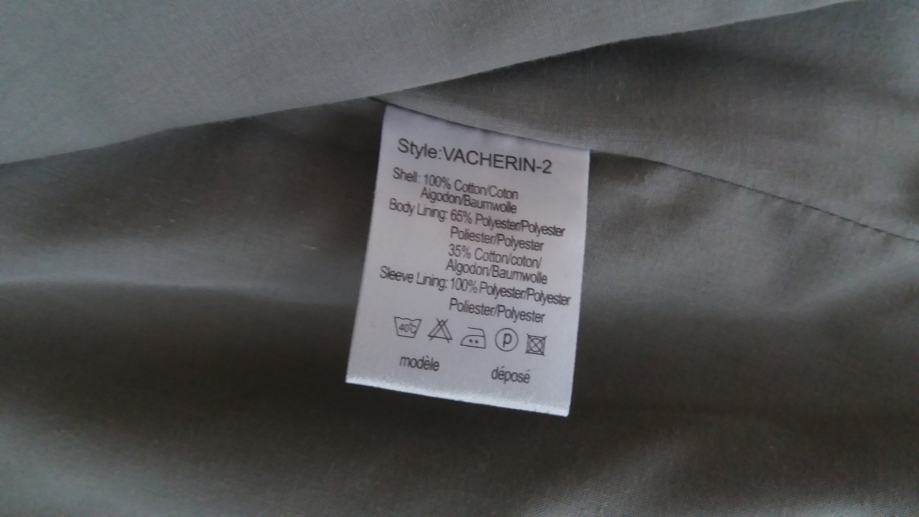 Style:VACHERIN-2
Shell: 100% Cotton/Coton
Algodon/Baumwolle
Body Lining: 65% Polyester/Polyester
Poliester/Polyester
35% Cotton/coton/
Algodon/Baumwolle
Sleeve Lining: 100% Polyester/Polyester
Poliester/Polyester
40℃ P
modèle déposé